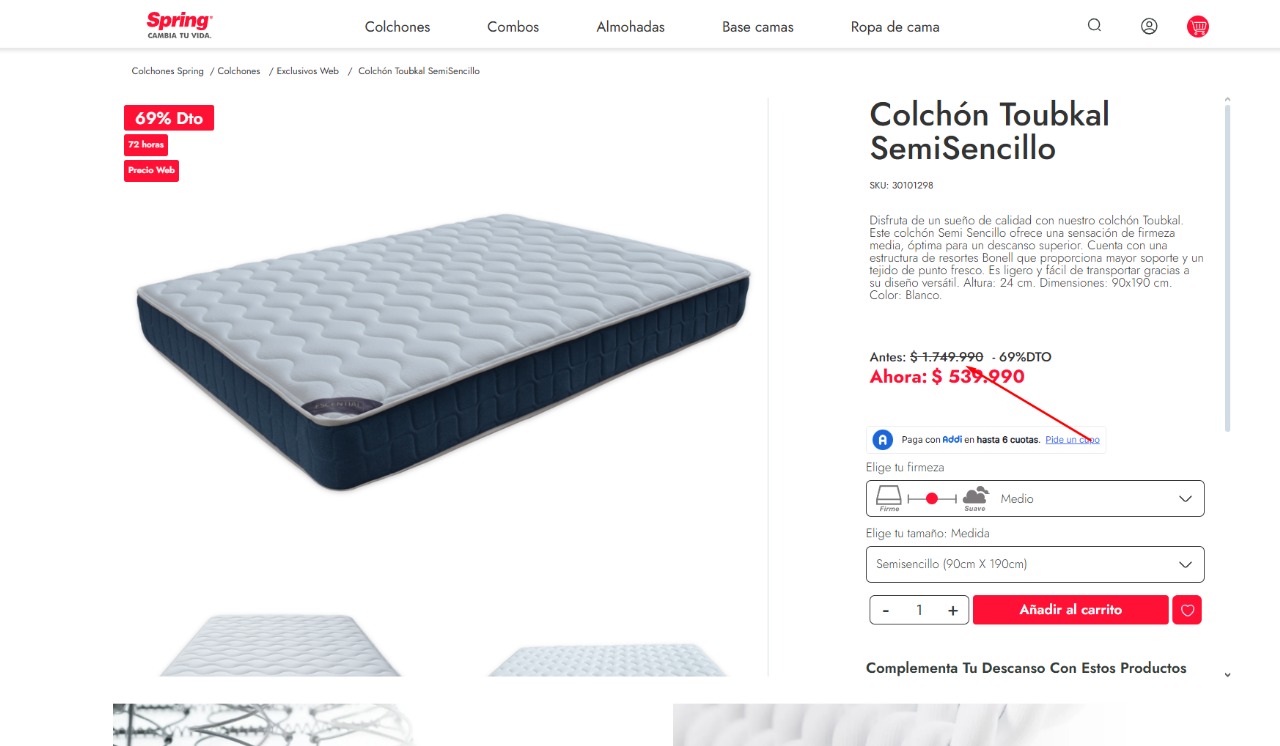 Spring
CAMBIA TU VIDA.
Colchones
Combos
Almohadas
Base camas
Ropa de cama
Colchones Spring / Colchones / Exclusivos Web / Colchón Toubkal SemiSencillo
69% Dto
72 horas
Precio Web
Colchón Toubkal
SemiSencillo
SKU: 30101298
Disfruta de un sueño de calidad con nuestro colchón Toubkal.
Este colchón Semi Sencillo ofrece una sensación de firmeza
media, óptima para un descanso superior. Cuenta con una
estructura de resortes Bonell que proporciona mayor soporte y un
tejido de punto fresco. Es ligero y fácil de transportar gracias a
su diseño versátil. Altura: 24 cm. Dimensiones: 90x190 cm.
Color: Blanco.
Antes: $ 1.749.990 - 69%DTO
Ahora: $ 539.990
Paga con Addi en hasta 6 cuotas. Pide un cupo
Elige tu firmeza
Firme
Suave
Medio
Elige tu tamaño: Medida
Semisencillo (90cm X 190cm)
- 1 +
Añadir al carrito
Complementa Tu Descanso Con Estos Productos